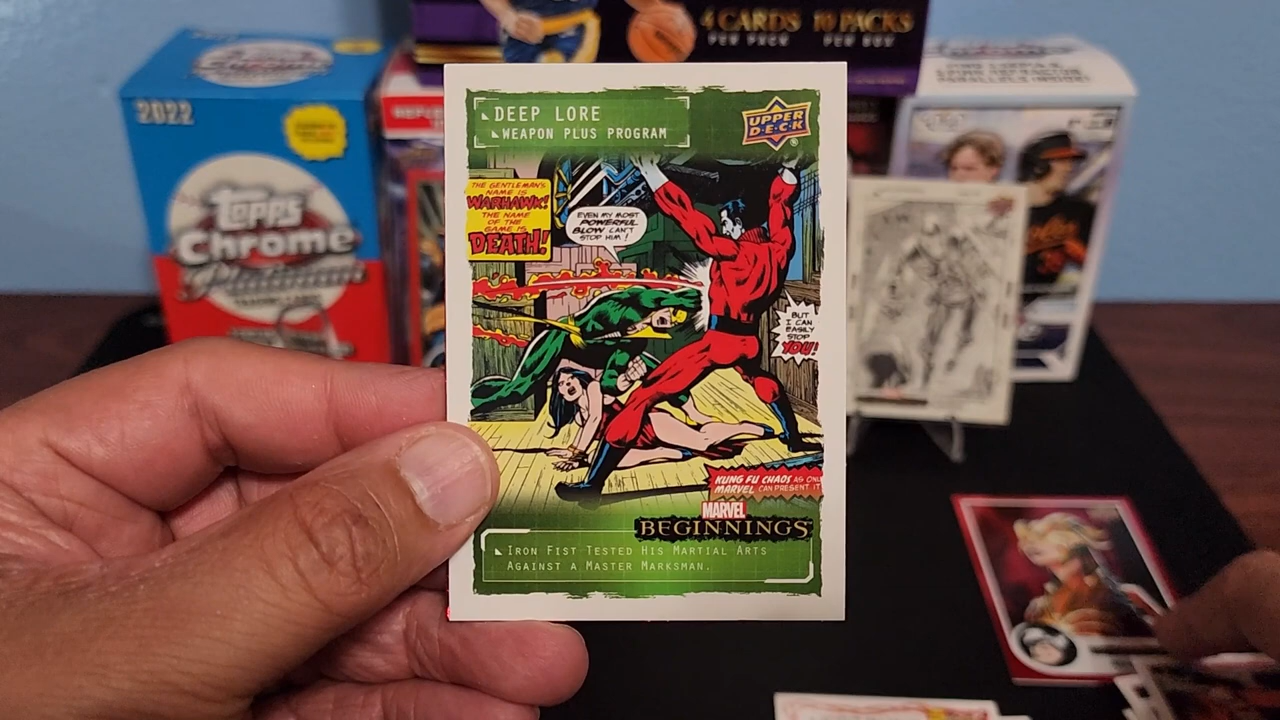 4 CARDS 10 PACKS
PER PACK PER BOX
2022
Topps
Chrome
Platinum
DEEP LORE
WEAPON PLUS PROGRAM
UPPER
D.E.C.K
THE GENTLEMAN'S
NAME IS
WARHAWK!
THE NAME
OF THE
GAME IS
DEATH!
EVEN MY MOST
POWERFUL
BLOW CAN'T
STOP HIM!
BUT
I CAN
EASILY
STOP
YOU!
KUNG FU CHAOS AS ONLY
MARVEL CAN PRESENT IT
MARVEL
BEGINNINGS
IRON FIST TESTED HIS MARTIAL ARTS
AGAINST A MASTER MARKSMAN.